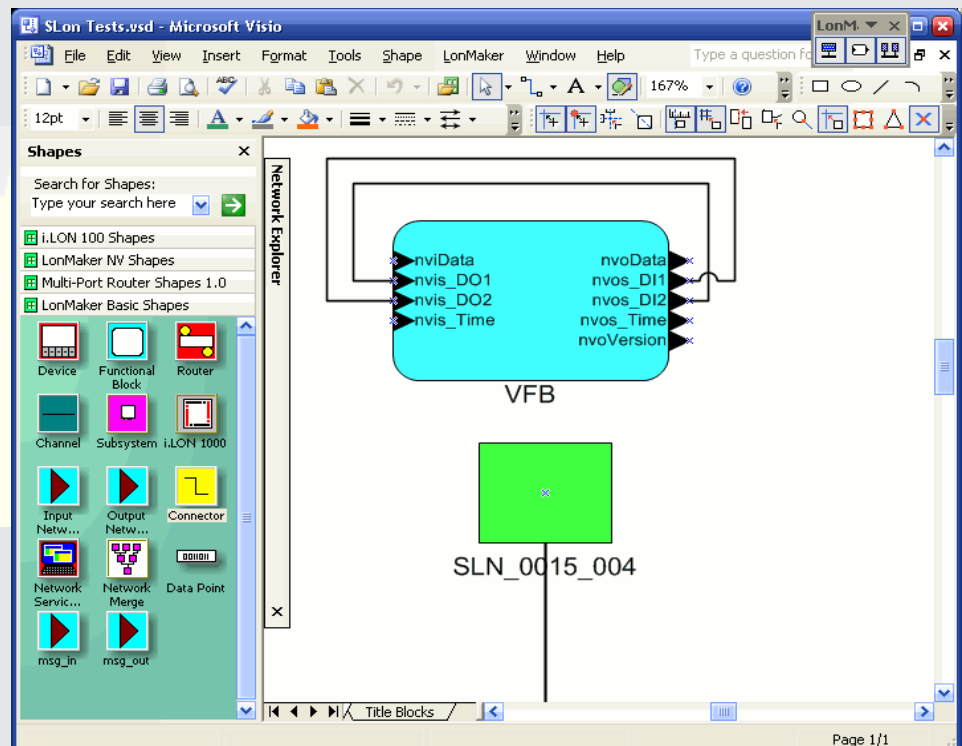 SLon Tests.vsd - Microsoft Visio
LonM.
File Edit View Insert Format Tools Shape LonMaker Window Help
Type a question fo
ABC
A 167%
12pt A
Shapes
Search for Shapes:
Type your search here
i.LON 100 Shapes
LonMaker NV Shapes
Multi-Port Router Shapes 1.0
LonMaker Basic Shapes
Device
Functional Block
Router
Channel
Subsystem
i.LON 1000
Input Netw...
Output Netw...
Connector
Network Servic...
Network Merge
Data Point
msg_in
msg_out
Network Explorer
nviData
nvis_DO1
nvis_DO2
nvis_Time
nvoData
nvos_DI1
nvos_DI2
nvos_Time
nvoVersion
VFB
SLN_0015_004
Title Blocks
Page 1/1